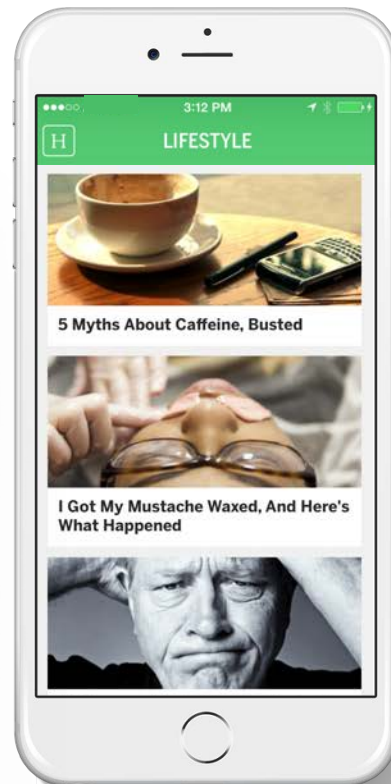 3:12 PM
H
LIFESTYLE
5 Myths About Caffeine, Busted
I Got My Mustache Waxed, And Here's
What Happened